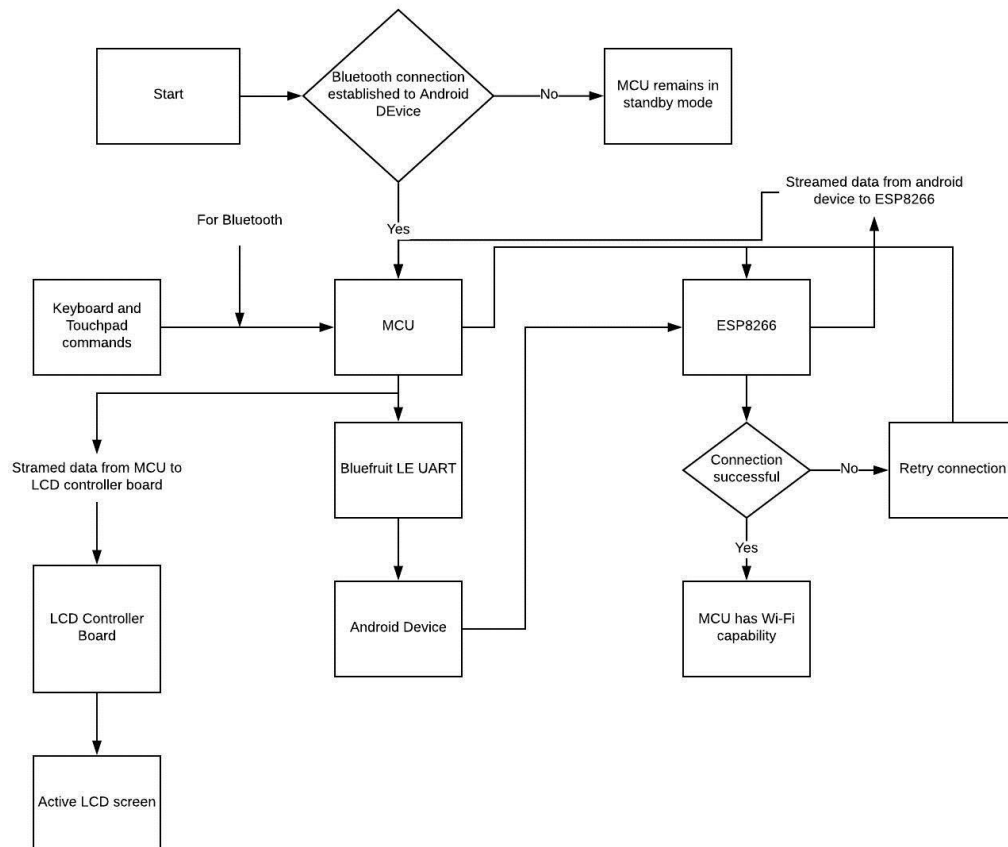 Start
Bluetooth connection
established to Android
DEvice
No
MCU remains in
standby mode
Streamed data from android
device to ESP8266
For Bluetooth
Yes
Keyboard and
Touchpad
commands
MCU
ESP8266
Stramed data from MCU to
LCD controller board
Bluefruit LE UART
Connection
successful
No
Retry connection
Yes
LCD Controller
Board
Android Device
MCU has Wi-Fi
capability
Active LCD screen